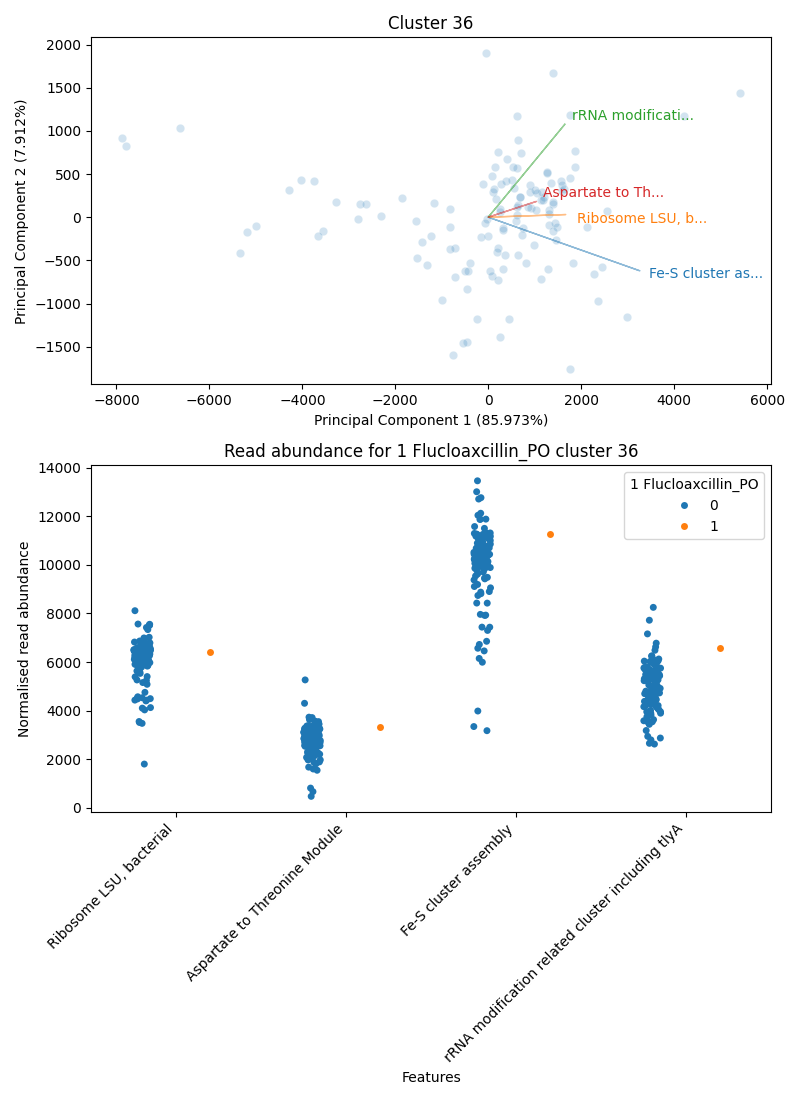 Cluster 36
2000
1500
1000
500
0
−500
−1000
−1500
Principal Component 2 (7.912%)
rRNA modificati...
Aspartate to Th...
Ribosome LSU, b...
Fe-S cluster as...
−8000 −6000 −4000 −2000 0 2000 4000 6000
Principal Component 1 (85.973%)
Read abundance for 1 Flucloaxcillin_PO cluster 36
14000
12000
10000
8000
6000
4000
2000
0
Normalised read abundance
1 Flucloaxcillin_PO
0
1
Ribosome LSU, bacterial
Aspartate to Threonine Module
Fe-S cluster assembly
rRNA modification related cluster including tlyA
Features